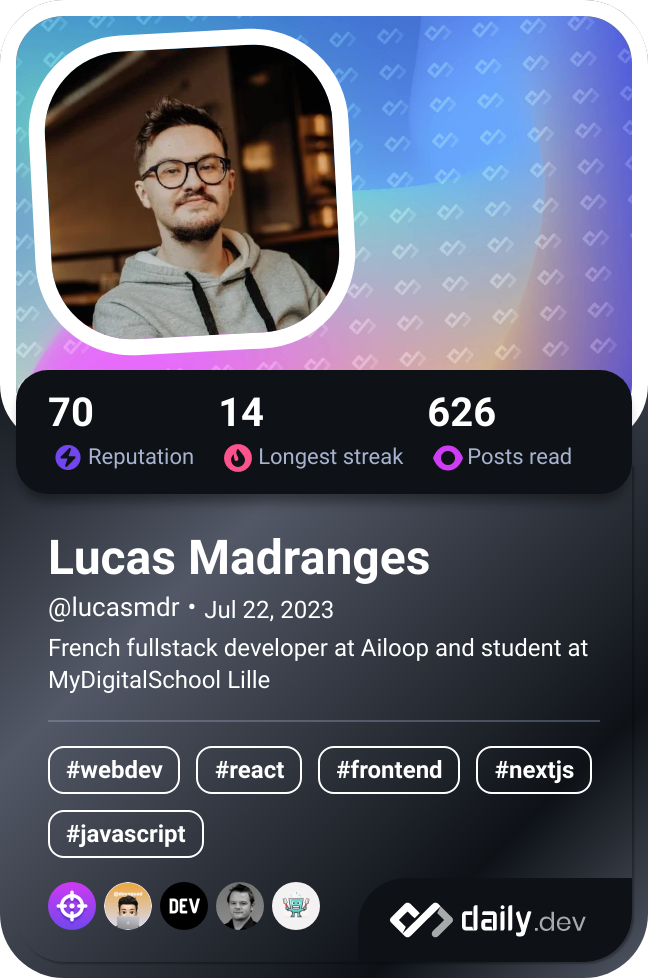 70 14 626
Reputation Longest streak Posts read
Lucas Madranges
@lucasmdr • Jul 22, 2023
French fullstack developer at Ailoop and student at
MyDigitalSchool Lille
#webdev #react #frontend #nextjs
#javascript
DEV
daily.dev